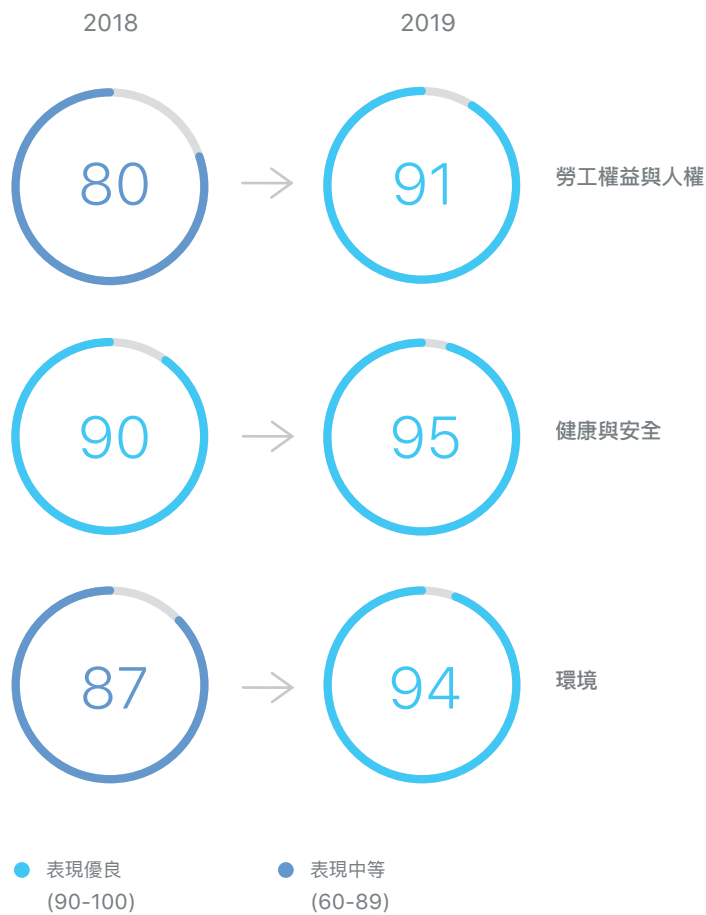 2018 2019
80 91 勞工權益與人權
90 95 健康與安全
87 94 環境
表現優良 表現中等
(90-100) (60-89)